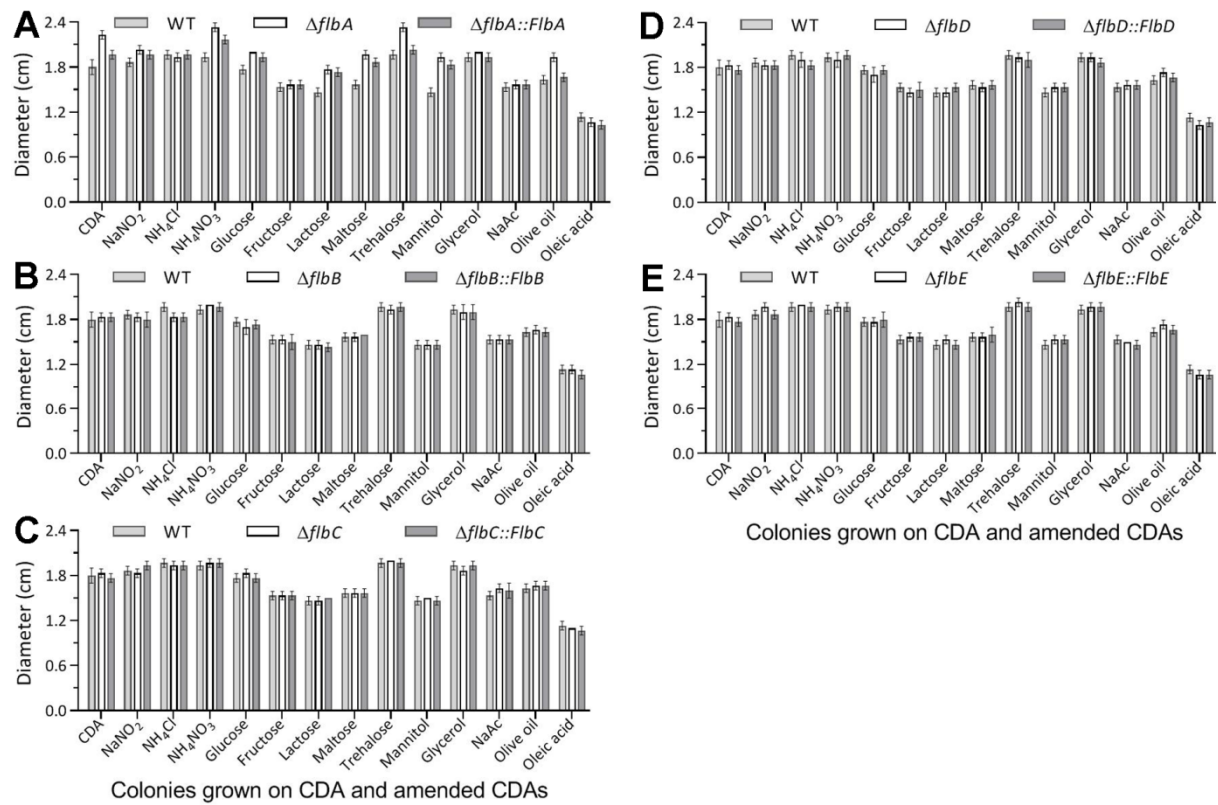 A
WT ΔflbA ΔflbA::FlbA
Diameter (cm)
2.4
1.8
1.2
0.6
0.0
CDA NaNO₂ NH₄Cl NH₄NO₃ Glucose Fructose Lactose Maltose Trehalose Mannitol Glycerol NaAc Olive oil Oleic acid
B
WT ΔflbB ΔflbB::FlbB
Diameter (cm)
2.4
1.8
1.2
0.6
0.0
CDA NaNO₂ NH₄Cl NH₄NO₃ Glucose Fructose Lactose Maltose Trehalose Mannitol Glycerol NaAc Olive oil Oleic acid
C
WT ΔflbC ΔflbC::FlbC
Diameter (cm)
2.4
1.8
1.2
0.6
0.0
CDA NaNO₂ NH₄Cl NH₄NO₃ Glucose Fructose Lactose Maltose Trehalose Mannitol Glycerol NaAc Olive oil Oleic acid
Colonies grown on CDA and amended CDAs
D
WT ΔflbD ΔflbD::FlbD
Diameter (cm)
2.4
1.8
1.2
0.6
0.0
CDA NaNO₂ NH₄Cl NH₄NO₃ Glucose Fructose Lactose Maltose Trehalose Mannitol Glycerol NaAc Olive oil Oleic acid
E
WT ΔflbE ΔflbE::FlbE
Diameter (cm)
2.4
1.8
1.2
0.6
0.0
CDA NaNO₂ NH₄Cl NH₄NO₃ Glucose Fructose Lactose Maltose Trehalose Mannitol Glycerol NaAc Olive oil Oleic acid
Colonies grown on CDA and amended CDAs